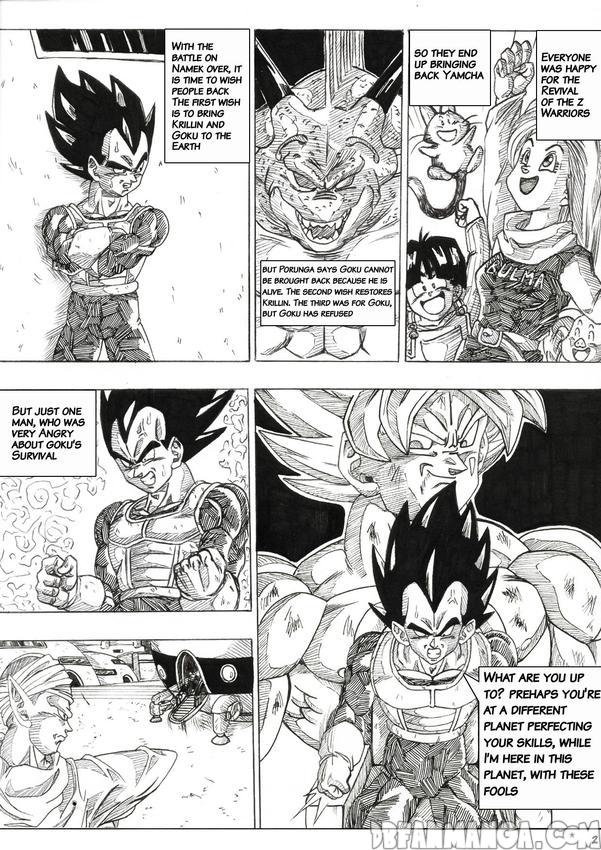 With the
battle on
Namek over, it
is time to wish
people back
The first wish
is to bring
Krillin and
Goku to the
Earth
but Porunga says Goku cannot
be brought back because he is
alive. The second wish restores
Krillin. The third was for Goku,
but Goku has refused
so they end
up bringing
back Yamcha
Everyone
was happy
for the
Revival
of the Z
Warriors
BULMA
But just one
man, who was
very Angry
about Goku's
Survival
What are you up
to? prehaps you're
at a different
planet perfecting
your skills, while
I'm here in this
planet, with these
fools
DBFANMANGA.COM
2